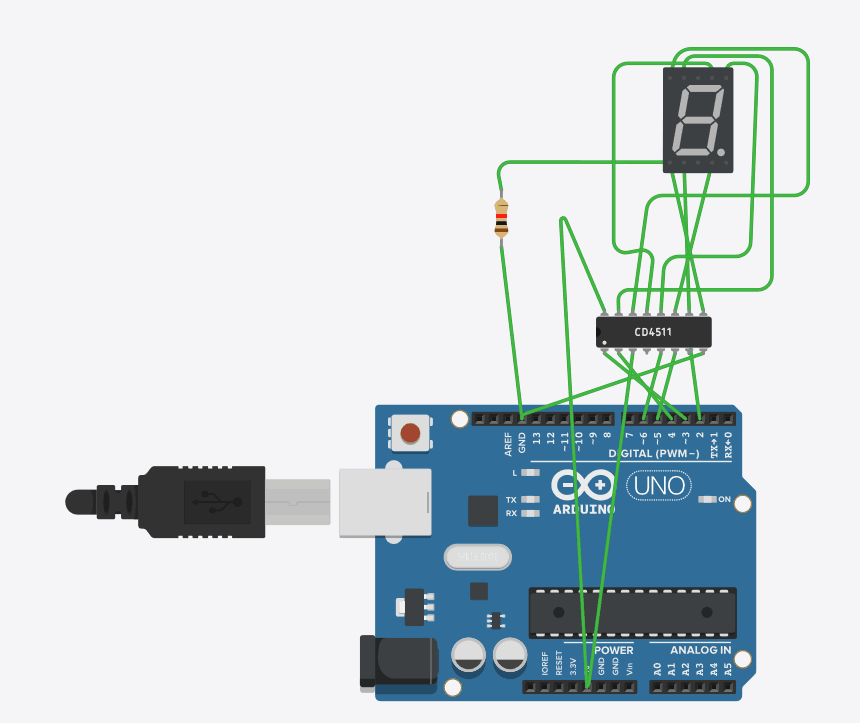 CD4511
AREF
GND
13
12
~11
~10
~9
8
7
~6
~5
4
~3
2
TX→1
RX←0
DIGITAL (PWM~)
L
TX
RX
ARDUINO
UNO
ON
POWER
ANALOG IN
IOREF
RESET
3.3V
GND
GND
Vin
A0
A1
A2
A3
A4
A5